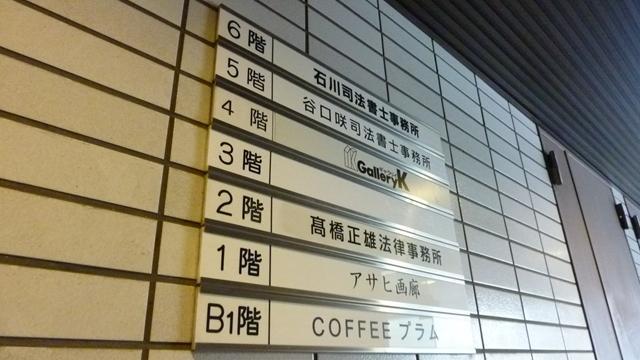 6階 石川司法書士事務所
5階 谷口咲司法書士事務所
4階 GalleryK
3階
2階 髙橋正雄法律事務所
1階 アサヒ画廊
B1階 COFFEE プラム